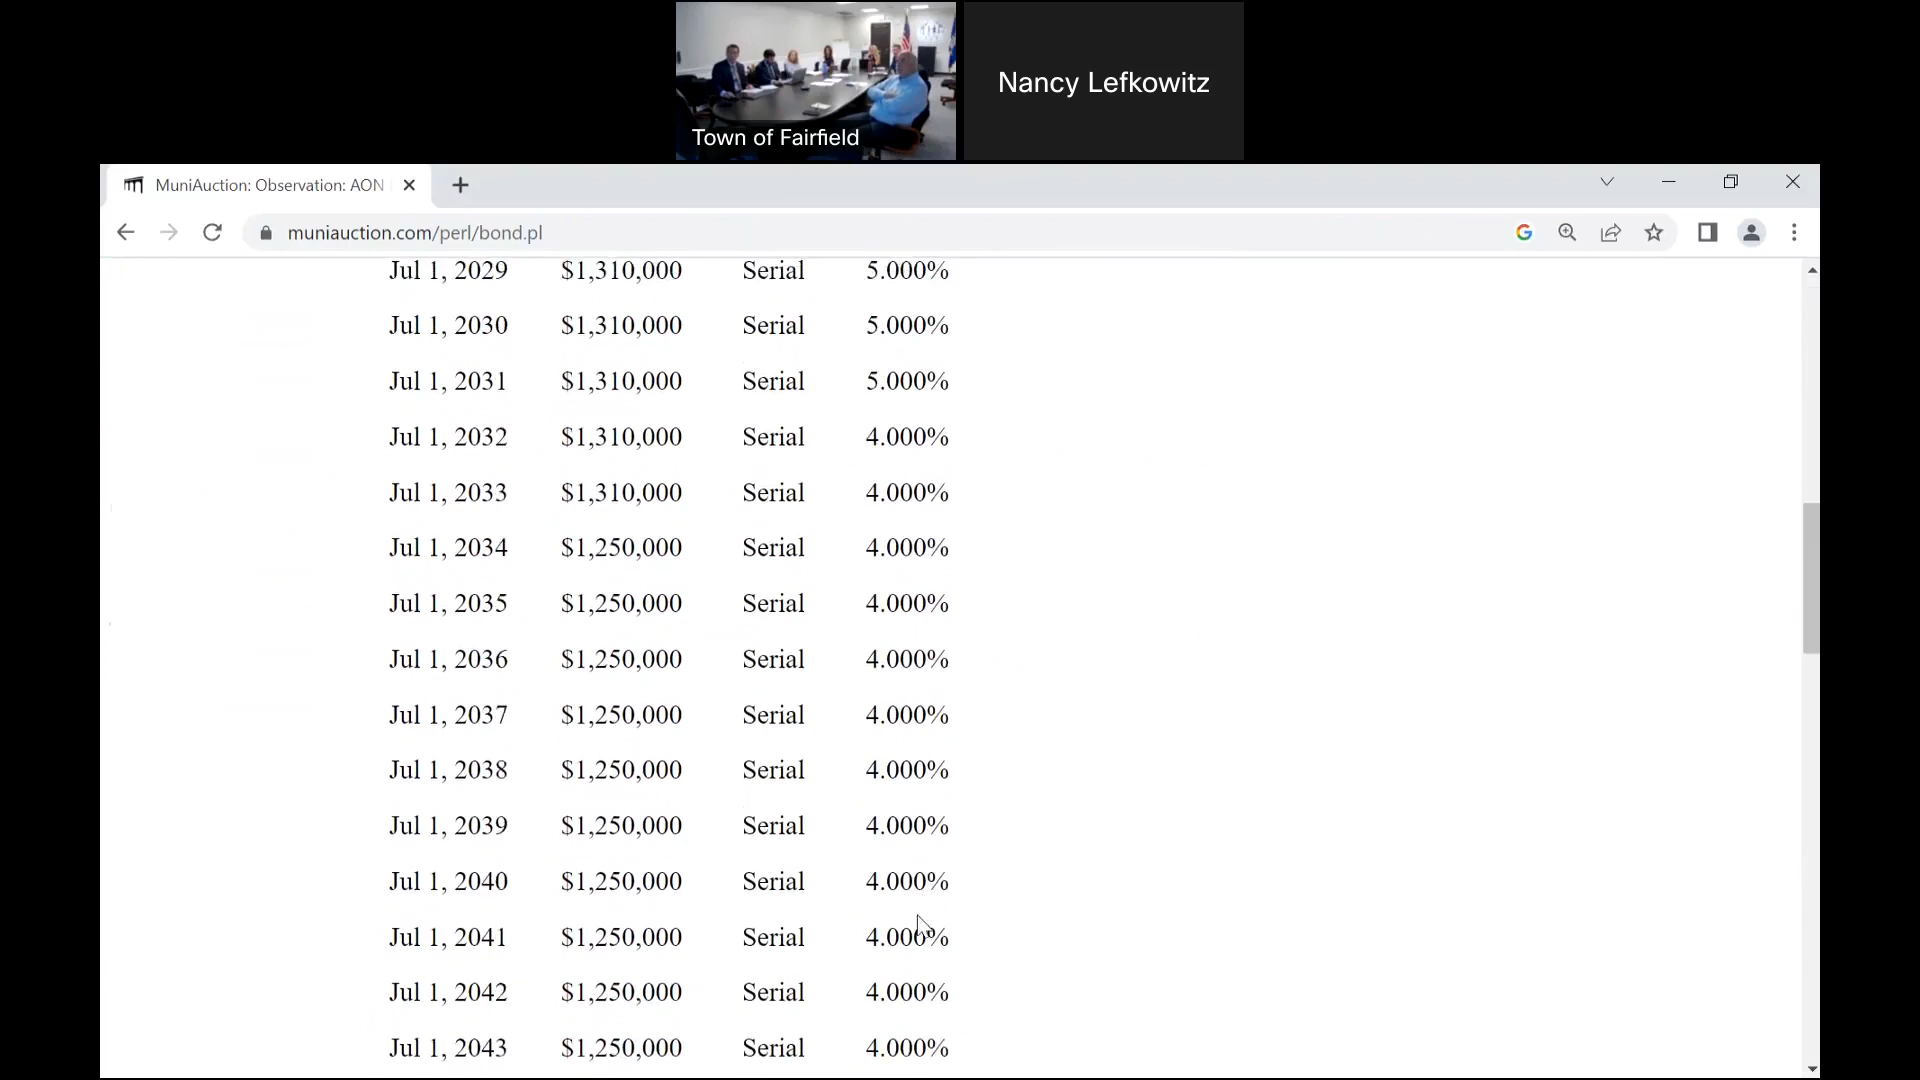 Town of Fairfield
Nancy Lefkowitz
MuniAuction: Observation: AON
muniauction.com/perl/bond.pl
Jul 1, 2029 $1,310,000 Serial 5.000%
Jul 1, 2030 $1,310,000 Serial 5.000%
Jul 1, 2031 $1,310,000 Serial 5.000%
Jul 1, 2032 $1,310,000 Serial 4.000%
Jul 1, 2033 $1,310,000 Serial 4.000%
Jul 1, 2034 $1,250,000 Serial 4.000%
Jul 1, 2035 $1,250,000 Serial 4.000%
Jul 1, 2036 $1,250,000 Serial 4.000%
Jul 1, 2037 $1,250,000 Serial 4.000%
Jul 1, 2038 $1,250,000 Serial 4.000%
Jul 1, 2039 $1,250,000 Serial 4.000%
Jul 1, 2040 $1,250,000 Serial 4.000%
Jul 1, 2041 $1,250,000 Serial 4.000%
Jul 1, 2042 $1,250,000 Serial 4.000%
Jul 1, 2043 $1,250,000 Serial 4.000%